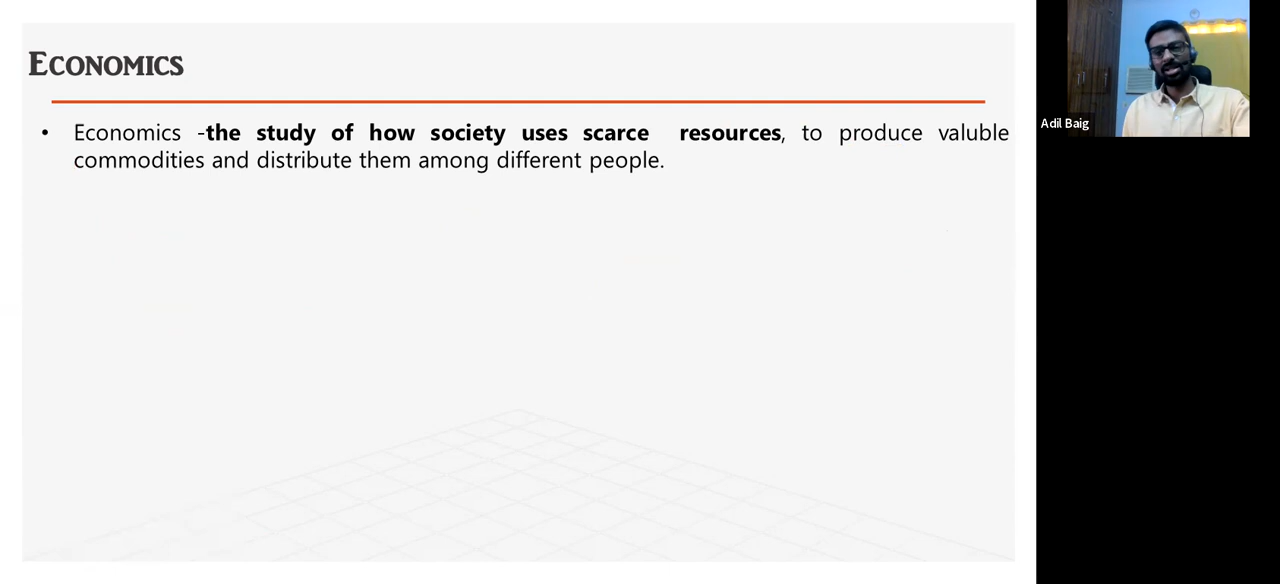 Economics
• Economics -the study of how society uses scarce resources, to produce valuble
commodities and distribute them among different people.
Adil Baig